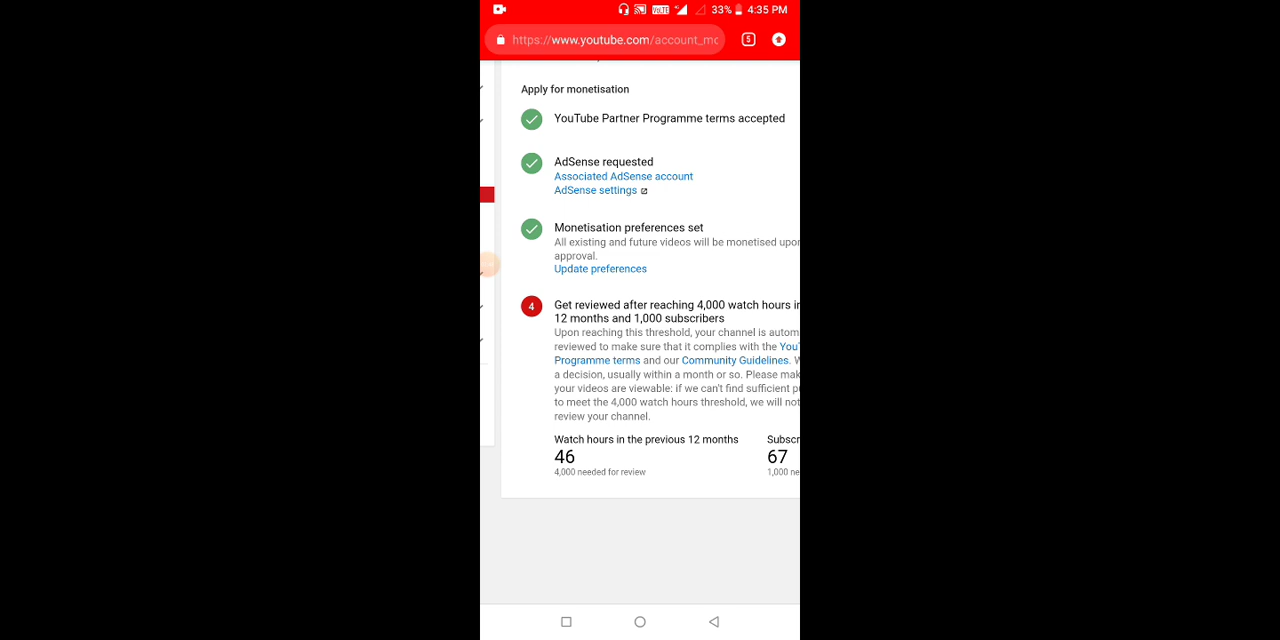 33% 4:35 PM
https://www.youtube.com/account_mo
5
Apply for monetisation
YouTube Partner Programme terms accepted
AdSense requested
Associated AdSense account
AdSense settings
Monetisation preferences set
All existing and future videos will be monetised upon
approval.
Update preferences
4
Get reviewed after reaching 4,000 watch hours in
12 months and 1,000 subscribers
Upon reaching this threshold, your channel is autom
reviewed to make sure that it complies with the YouT
Programme terms and our Community Guidelines. W
a decision, usually within a month or so. Please mak
your videos are viewable: if we can't find sufficient pu
to meet the 4,000 watch hours threshold, we will not
review your channel.
Watch hours in the previous 12 months Subscr
46 67
4,000 needed for review 1,000 ne